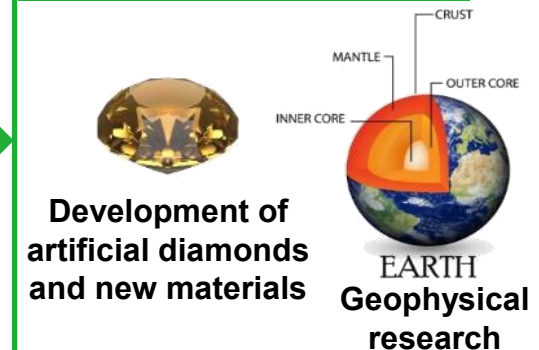 CRUST
MANTLE
OUTER CORE
INNER CORE
Development of
artificial diamonds
and new materials
EARTH
Geophysical
research